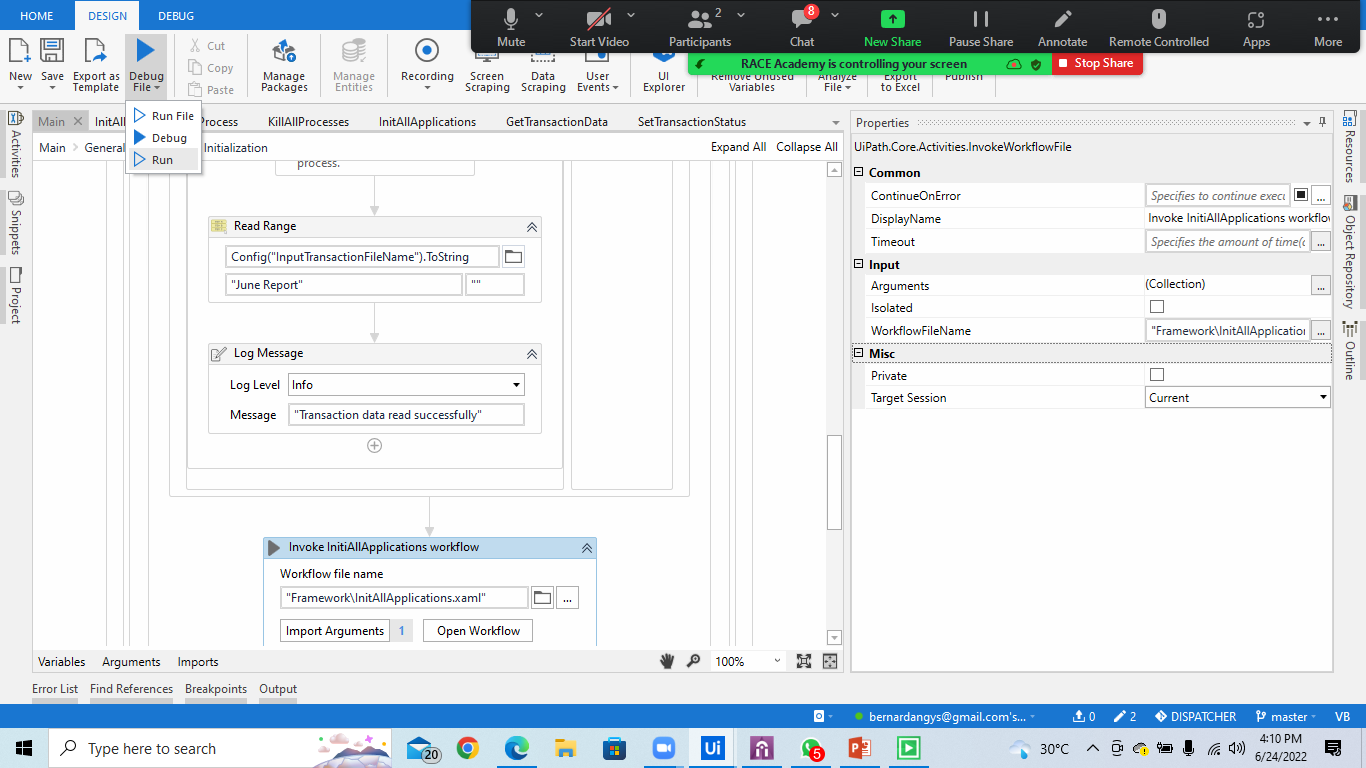 HOME DESIGN DEBUG
Mute Start Video Participants 2 Chat 8 New Share Pause Share Annotate Remote Controlled Apps More
RACE Academy is controlling your screen Stop Share
New Save Export as Template Debug File Cut Copy Paste Manage Packages Manage Entities Recording Screen Scraping Data Scraping User Events UI Explorer Remove Unused Variables Analyze File Export to Excel Publish
Run File
Debug
Run
Main InitAll Process KillAllProcesses InitAllApplications GetTransactionData SetTransactionStatus
Main General Initialization Expand All Collapse All
Activities
Snippets
Project
process.
Read Range
Config("InputTransactionFileName").ToString
"June Report" ""
Log Message
Log Level Info
Message "Transaction data read successfully"
Invoke InitiAllApplications workflow
Workflow file name
"Framework\InitAllApplications.xaml" ...
Import Arguments 1 Open Workflow
Variables Arguments Imports 100%
Error List Find References Breakpoints Output
Properties
UiPath.Core.Activities.InvokeWorkflowFile
Common
ContinueOnError Specifies to continue execu ...
DisplayName Invoke InitiAllApplications workflow
Timeout Specifies the amount of time( ...
Input
Arguments (Collection) ...
Isolated
WorkflowFileName "Framework\InitAllApplication ...
Misc
Private
Target Session Current
Resources
Object Repository
Outline
bernardangys@gmail.com's... 0 2 DISPATCHER master VB
Type here to search 20 Ui 5 30°C 4:10 PM
6/24/2022